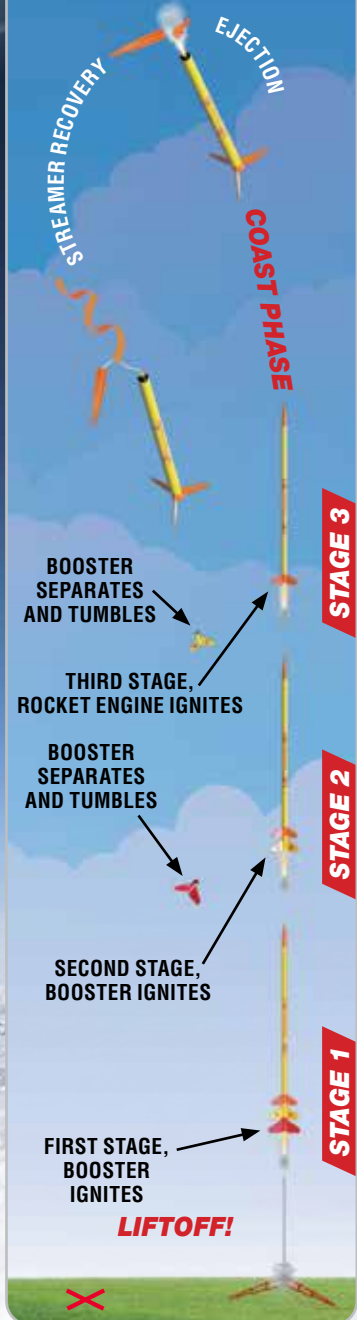 EJECTION
STREAMER RECOVERY
COAST PHASE
STAGE 3
BOOSTER
SEPARATES
AND TUMBLES
THIRD STAGE,
ROCKET ENGINE IGNITES
BOOSTER
SEPARATES
AND TUMBLES
STAGE 2
SECOND STAGE,
BOOSTER IGNITES
STAGE 1
FIRST STAGE,
BOOSTER
IGNITES
LIFTOFF!